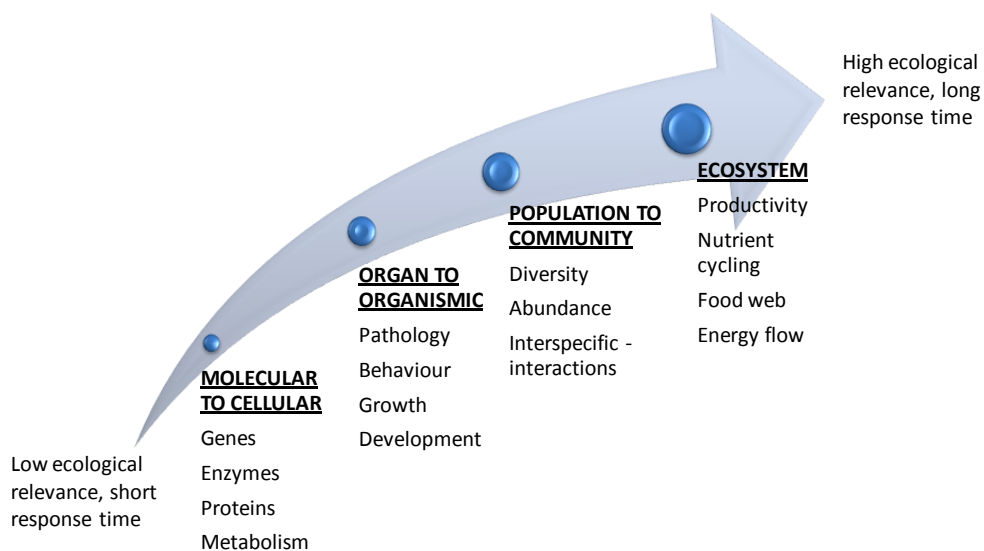 High ecological
relevance, long
response time
ECOSYSTEM
Productivity
Nutrient
cycling
Food web
Energy flow
POPULATION TO
COMMUNITY
Diversity
Abundance
Interspecific -
interactions
ORGAN TO
ORGANISMIC
Pathology
Behaviour
Growth
Development
MOLECULAR
TO CELLULAR
Genes
Enzymes
Proteins
Metabolism
Low ecological
relevance, short
response time